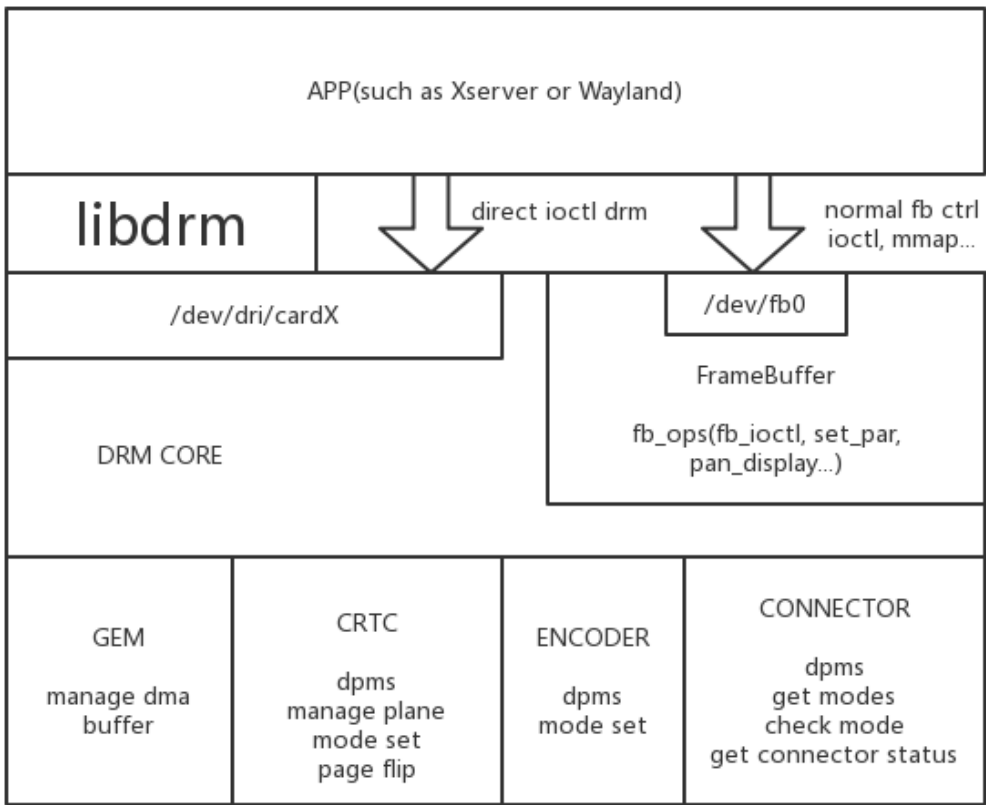 APP(such as Xserver or Wayland)
libdrm
direct ioctl drm
normal fb ctrl
ioctl, mmap...
/dev/dri/cardX
/dev/fb0
FrameBuffer
fb_ops(fb_ioctl, set_par,
pan_display...)
DRM CORE
GEM
manage dma
buffer
CRTC
dpms
manage plane
mode set
page flip
ENCODER
dpms
mode set
CONNECTOR
dpms
get modes
check mode
get connector status